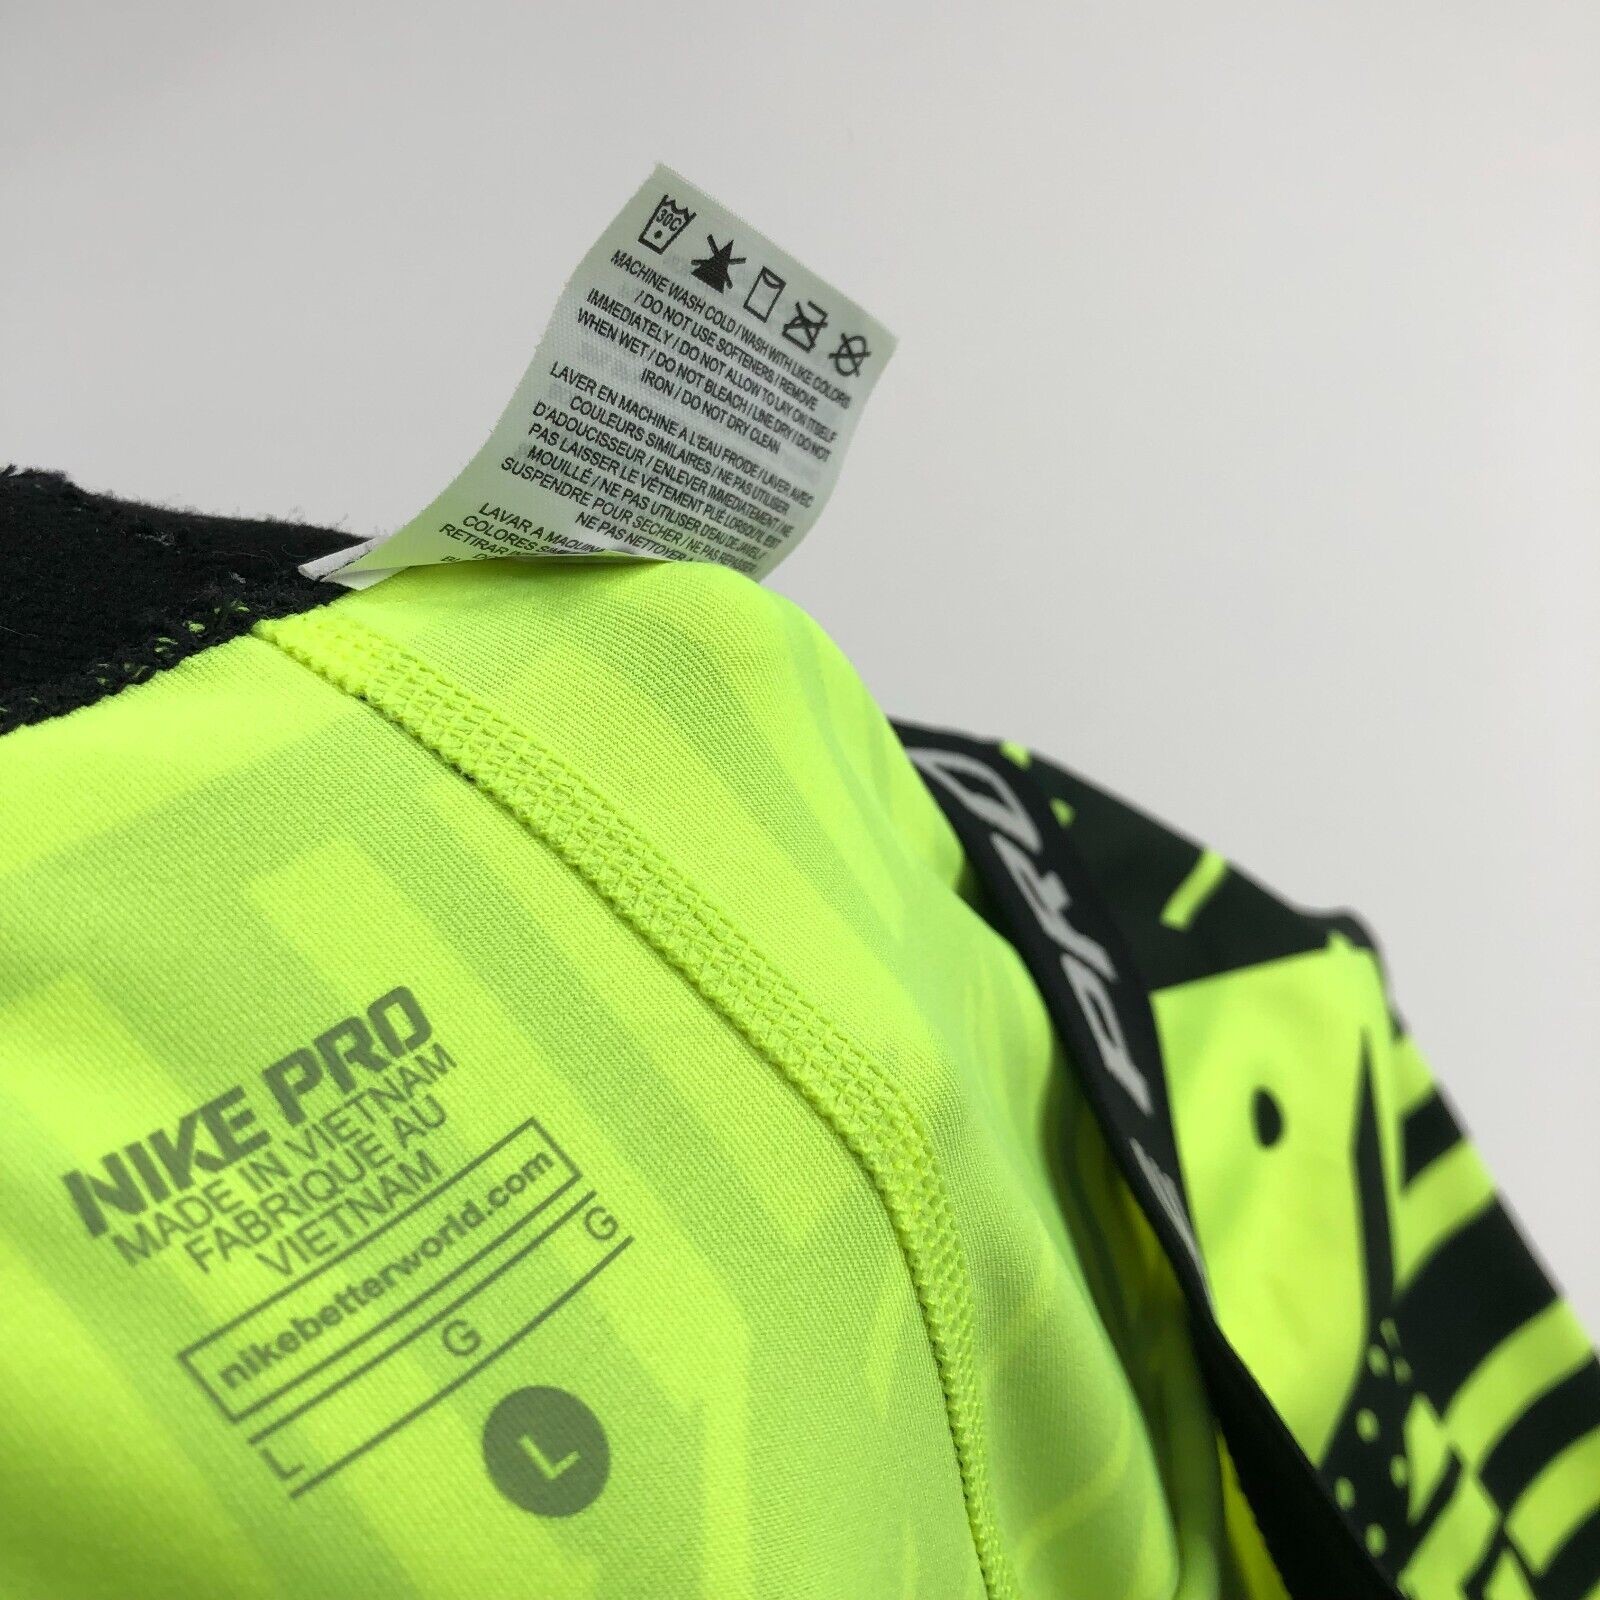 30C
MACHINE WASH COLD / WASH WITH LIKE COLORS
/ DO NOT USE SOFTENERS / REMOVE
IMMEDIATELY / DO NOT ALLOW TO LAY ON ITSELF
WHEN WET / DO NOT BLEACH / LINE DRY / DO NOT
IRON / DO NOT DRY CLEAN
LAVER EN MACHINE À L'EAU FROIDE / LAVER AVEC
COULEURS SIMILAIRES / NE PAS UTILISER
D'ADOUCISSEUR / ENLEVER IMMÉDIATEMENT / NE
PAS LAISSER LE VÊTEMENT PLIÉ LORSQU'IL EST
MOUILLÉ / NE PAS UTILISER D'EAU DE JAVEL /
SUSPENDRE POUR SÉCHER / NE PAS REPASSER
NE PAS NETTOYER
LAVAR A MAQUINA
COLORES
RETIRAR
PRO
NIKE PRO
MADE IN VIETNAM
FABRIQUE AU
VIETNAM
nikebetterworld.com
L G G
L